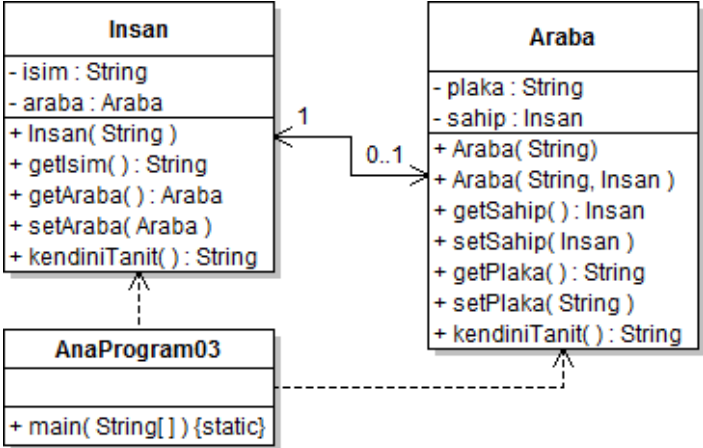 Insan
- isim : String
- araba : Araba
+ Insan( String )
+ getIsim( ) : String
+ getAraba( ) : Araba
+ setAraba( Araba )
+ kendiniTanit( ) : String
1
0..1
Araba
- plaka : String
- sahip : Insan
+ Araba( String)
+ Araba( String, Insan )
+ getSahip( ) : Insan
+ setSahip( Insan )
+ getPlaka( ) : String
+ setPlaka( String )
+ kendiniTanit( ) : String
AnaProgram03
+ main( String[ ] ) {static}